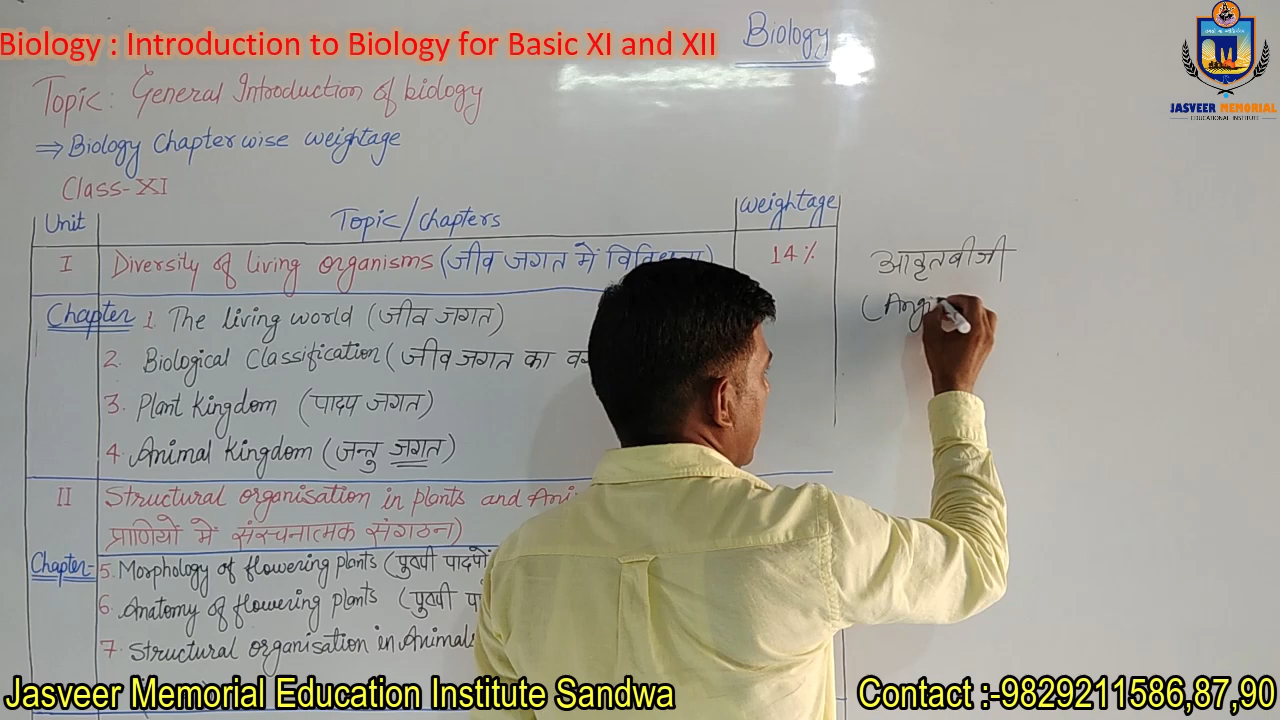 Biology : Introduction to Biology for Basic XI and XII
Biology
JASVEER MEMORIAL
EDUCATIONAL INSTITUTE
Topic: General Introduction of biology
⇒ Biology Chapterwise weightage
Class-XI
Unit Topic/chapters weightage
I Diversity of living organisms (जीव जगत में 14%
आवृतबीजी
Chapter 1. The living world (जीव जगत)
2. Biological Classification (जीव जगत का
3. Plant Kingdom (पादप जगत)
4. Animal Kingdom (जन्तु जगत)
II Structural organisation in plants and
प्राणियो में संरचनात्मक संगठन)
Chapter- 5. Morphology of flowering plants (पुष्पी पादपों
6. Anatomy of flowering plants (पुष्पी
7. Structural organisation in Animals
Jasveer Memorial Education Institute Sandwa
Contact :-9829211586,87,90